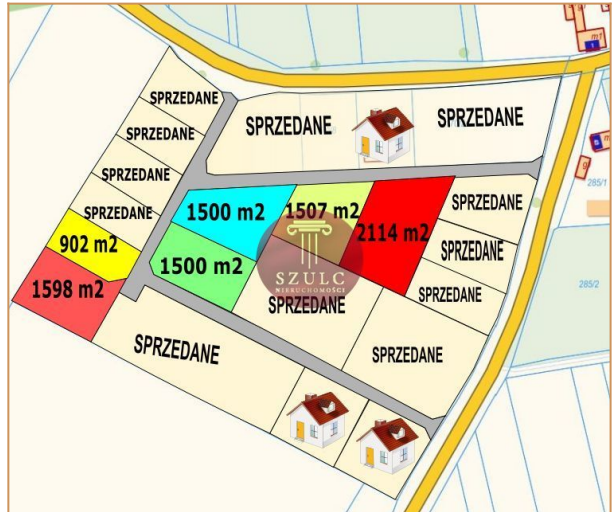 SPRZEDANE
SPRZEDANE
SPRZEDANE
SPRZEDANE
SPRZEDANE
SPRZEDANE
902 m2
1598 m2
1500 m2
1507 m2
2114 m2
1500 m2
SPRZEDANE
SPRZEDANE
SPRZEDANE
SZULC
NIERUCHOMOŚCI
SPRZEDANE
SPRZEDANE
SPRZEDANE
285/1
285/2
m1
g